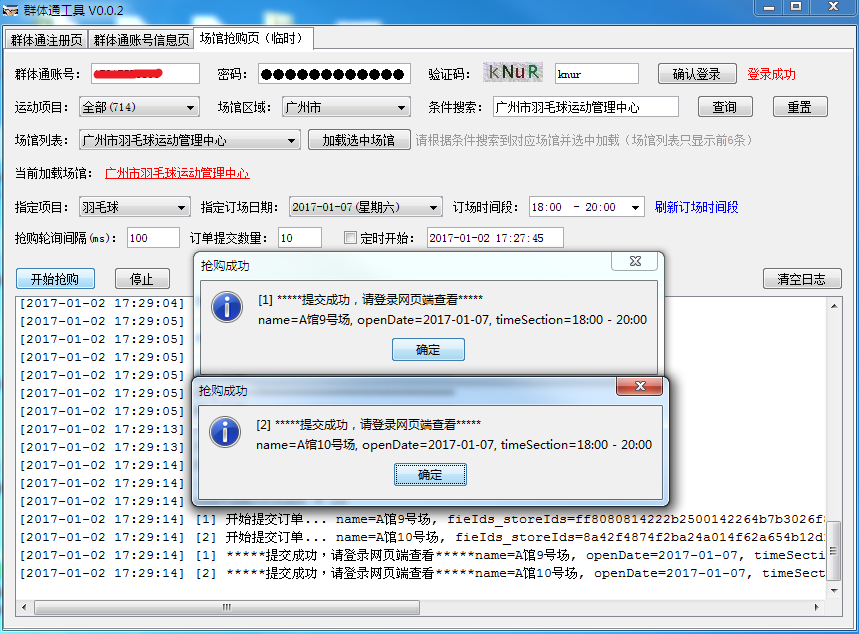 群体通工具 V0.0.2
群体通注册页 群体通账号信息页 场馆抢购页（临时）
群体通账号： 密码： ●●●●●●●●●●●● 验证码： kNuR knur 确认登录 登录成功
运动项目： 全部(714) 场馆区域： 广州市 条件搜索： 广州市羽毛球运动管理中心 查询 重置
场馆列表： 广州市羽毛球运动管理中心 加载选中场馆 请根据条件搜索到对应场馆并选中加载（场馆列表只显示前6条）
当前加载场馆： 广州市羽毛球运动管理中心
指定项目： 羽毛球 指定订场日期： 2017-01-07(星期六) 订场时间段： 18:00 - 20:00 刷新订场时间段
抢购轮询间隔(ms)： 100 订单提交数量： 10 定时开始： 2017-01-02 17:27:45
开始抢购 停止 清空日志
抢购成功
[1] *****提交成功，请登录网页端查看*****
name=A馆9号场, openDate=2017-01-07, timeSection=18:00 - 20:00
确定
抢购成功
[2] *****提交成功，请登录网页端查看*****
name=A馆10号场, openDate=2017-01-07, timeSection=18:00 - 20:00
确定
[2017-01-02 17:29:04]
[2017-01-02 17:29:05]
[2017-01-02 17:29:05]
[2017-01-02 17:29:05]
[2017-01-02 17:29:05]
[2017-01-02 17:29:05]
[2017-01-02 17:29:05]
[2017-01-02 17:29:13]
[2017-01-02 17:29:13]
[2017-01-02 17:29:14]
[2017-01-02 17:29:14]
[2017-01-02 17:29:14]
[2017-01-02 17:29:14] [1] 开始提交订单... name=A馆9号场, fieIds_storeIds=ff8080814222b2500142264b7b3026f
[2017-01-02 17:29:14] [2] 开始提交订单... name=A馆10号场, fieIds_storeIds=8a42f4874f2ba24a014f62a654b12d
[2017-01-02 17:29:14] [1] *****提交成功，请登录网页端查看*****name=A馆9号场, openDate=2017-01-07, timeSecti
[2017-01-02 17:29:14] [2] *****提交成功，请登录网页端查看*****name=A馆10号场, openDate=2017-01-07, timeSect